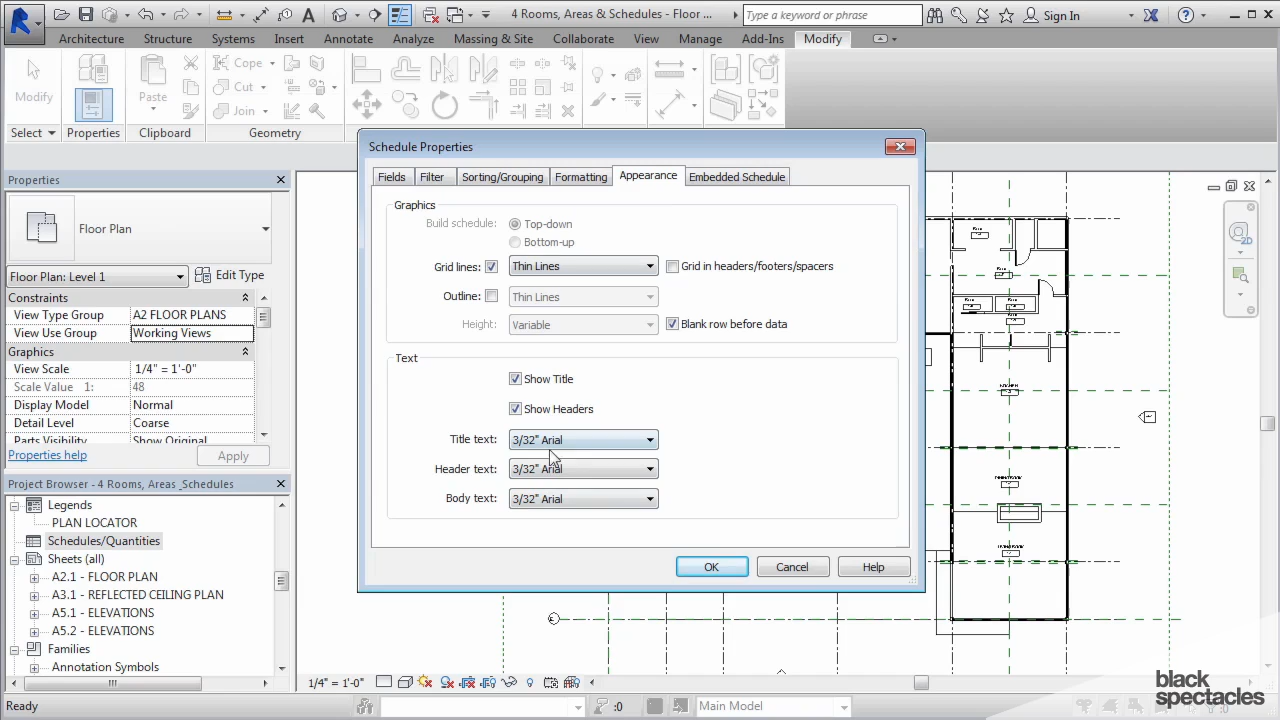 4 Rooms, Areas & Schedules - Floor ...
Type a keyword or phrase
Sign In
Architecture
Structure
Systems
Insert
Annotate
Analyze
Massing & Site
Collaborate
View
Manage
Add-Ins
Modify
Modify
Paste
Cope
Cut
Join
Select
Properties
Clipboard
Geometry
Properties
Floor Plan
Floor Plan: Level 1
Edit Type
Constraints
View Type Group A2 FLOOR PLANS
View Use Group Working Views
Graphics
View Scale 1/4" = 1'-0"
Scale Value 1: 48
Display Model Normal
Detail Level Coarse
Parts Visibility Show Original
Properties help
Apply
Project Browser - 4 Rooms, Areas _Schedules
Legends
PLAN LOCATOR
Schedules/Quantities
Sheets (all)
A2.1 - FLOOR PLAN
A3.1 - REFLECTED CEILING PLAN
A5.1 - ELEVATIONS
A5.2 - ELEVATIONS
Families
Annotation Symbols
Schedule Properties
Fields
Filter
Sorting/Grouping
Formatting
Appearance
Embedded Schedule
Graphics
Build schedule: Top-down
Bottom-up
Grid lines: Thin Lines Grid in headers/footers/spacers
Outline: Thin Lines
Height: Variable Blank row before data
Text
Show Title
Show Headers
Title text: 3/32" Arial
Header text: 3/32" Arial
Body text: 3/32" Arial
OK
Cancel
Help
2D
1/4" = 1'-0"
Ready
:0
Main Model
black
spectacles